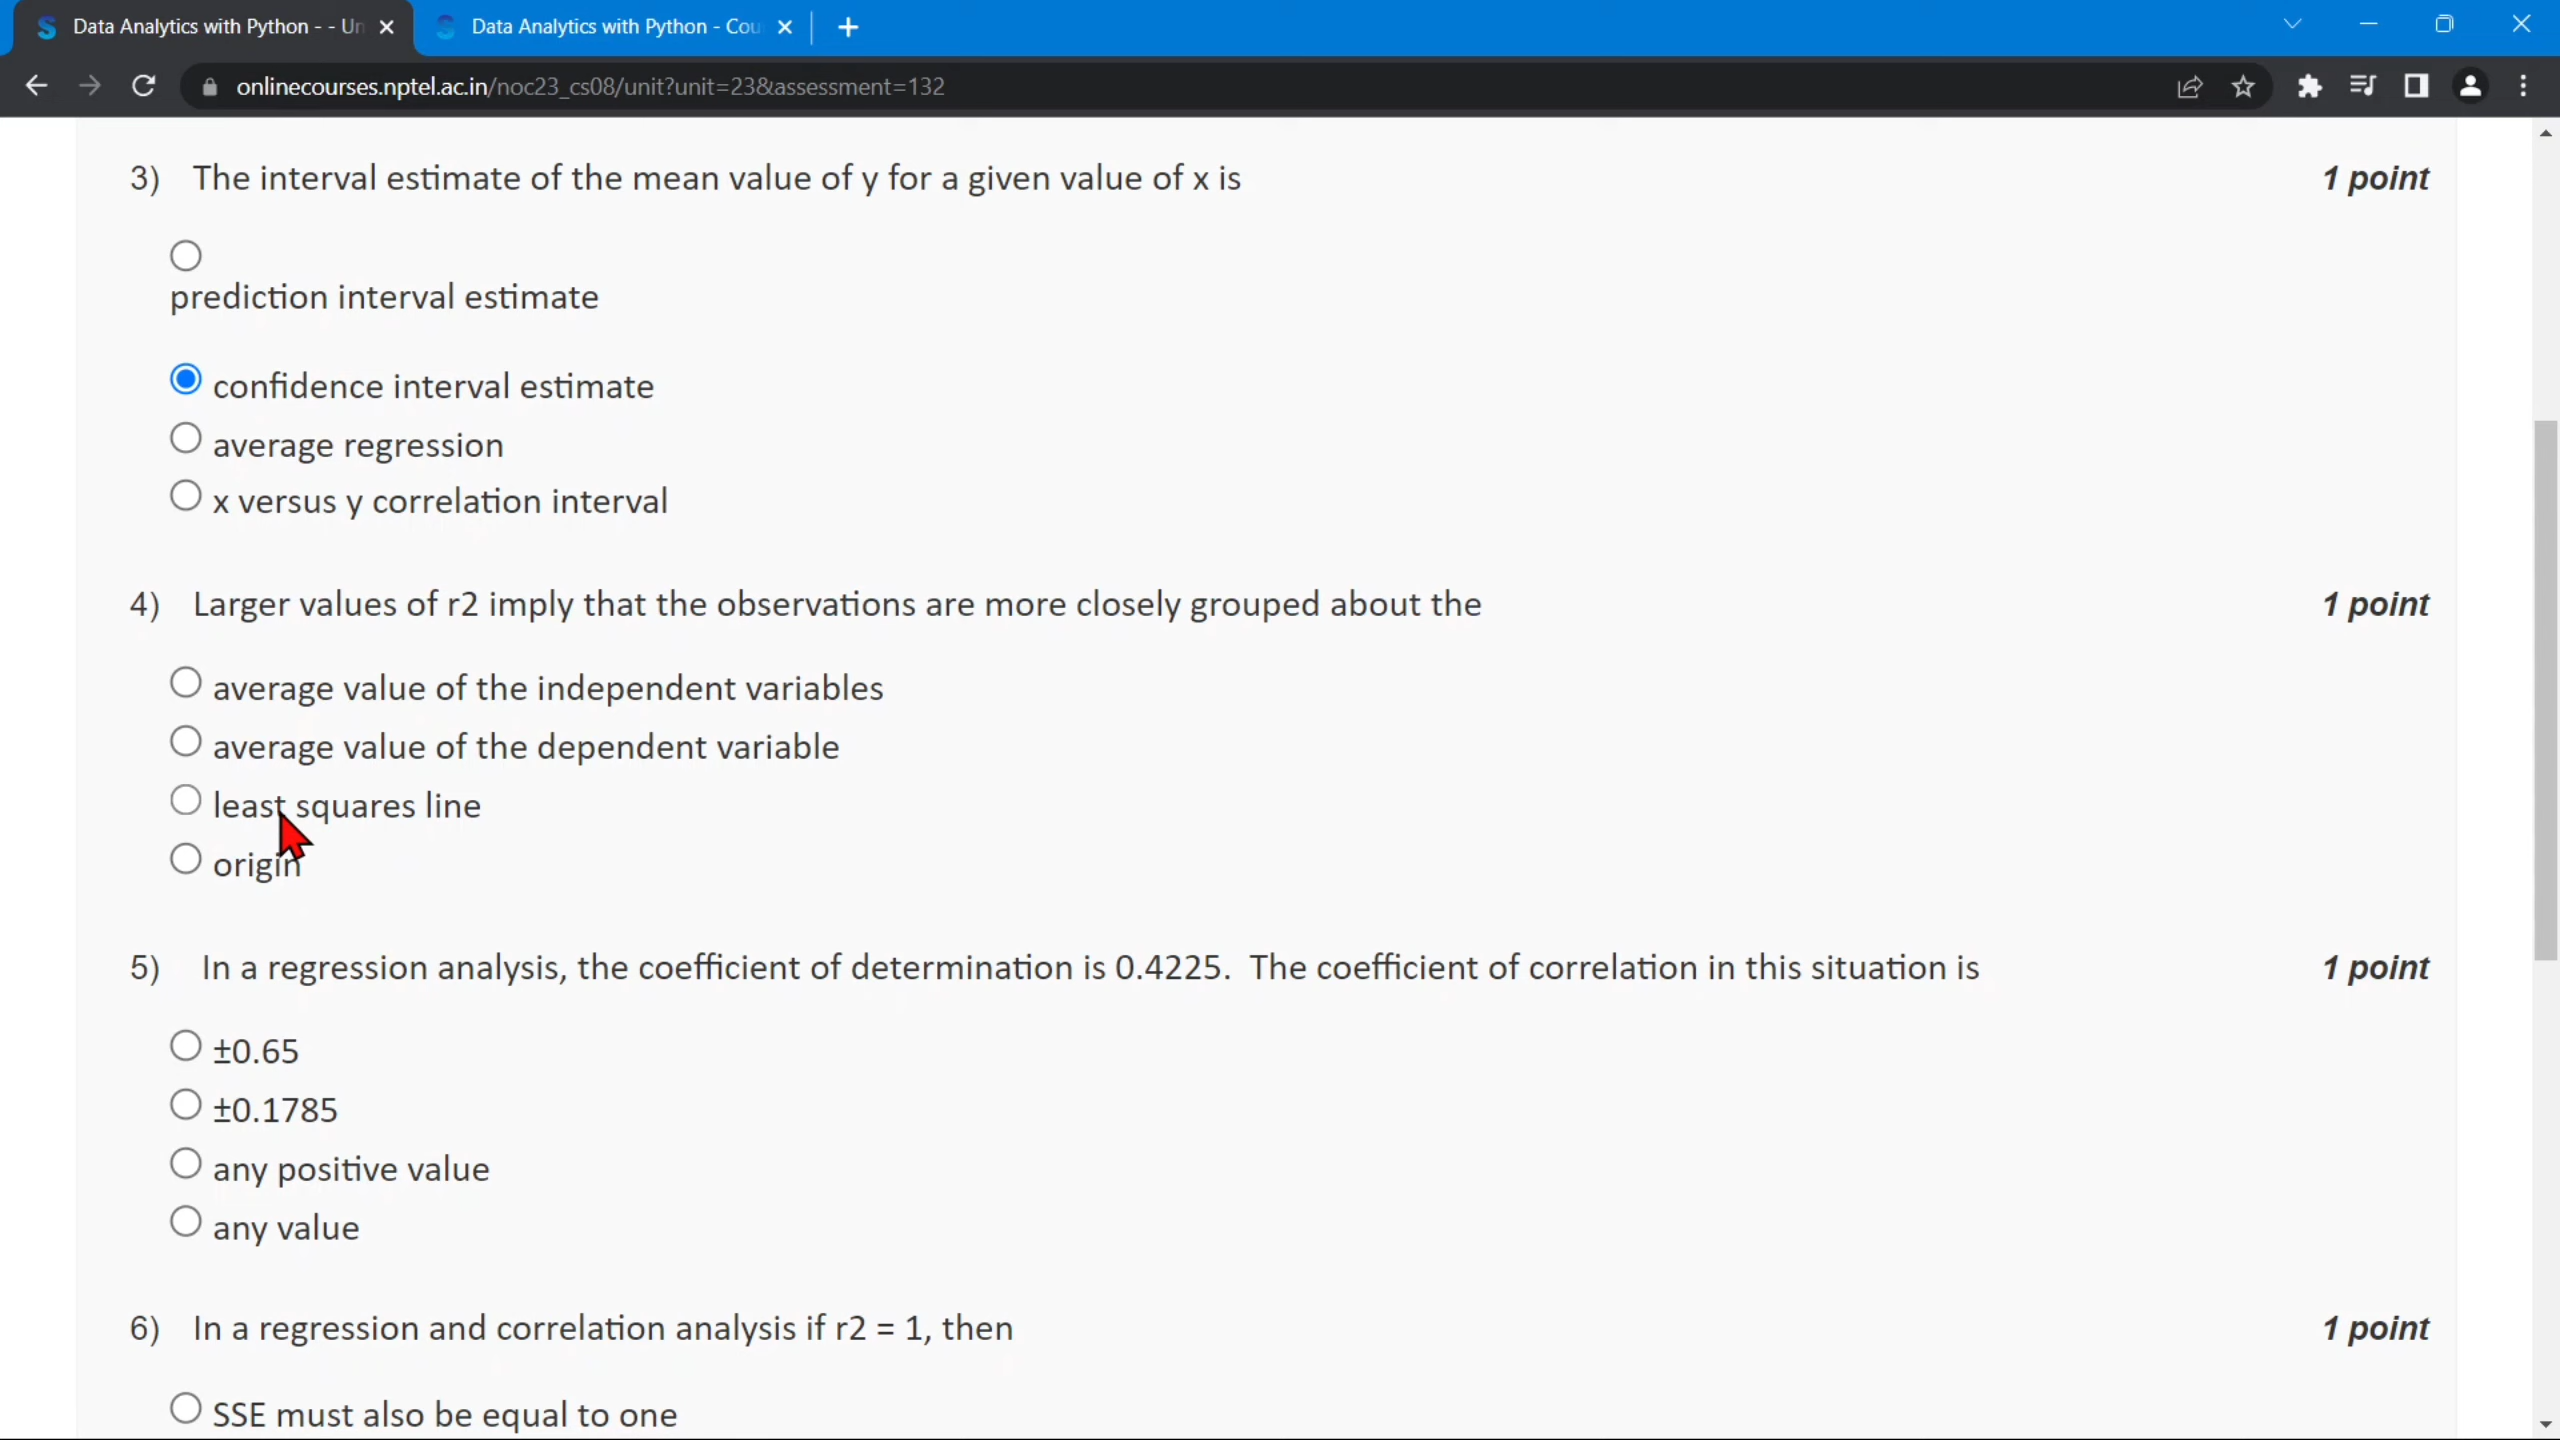 Data Analytics with Python - - Un
Data Analytics with Python - Cou
onlinecourses.nptel.ac.in/noc23_cs08/unit?unit=23&assessment=132
3) The interval estimate of the mean value of y for a given value of x is 1 point
prediction interval estimate
confidence interval estimate
average regression
x versus y correlation interval
4) Larger values of r2 imply that the observations are more closely grouped about the 1 point
average value of the independent variables
average value of the dependent variable
least squares line
origin
5) In a regression analysis, the coefficient of determination is 0.4225. The coefficient of correlation in this situation is 1 point
±0.65
±0.1785
any positive value
any value
6) In a regression and correlation analysis if r2 = 1, then 1 point
SSE must also be equal to one